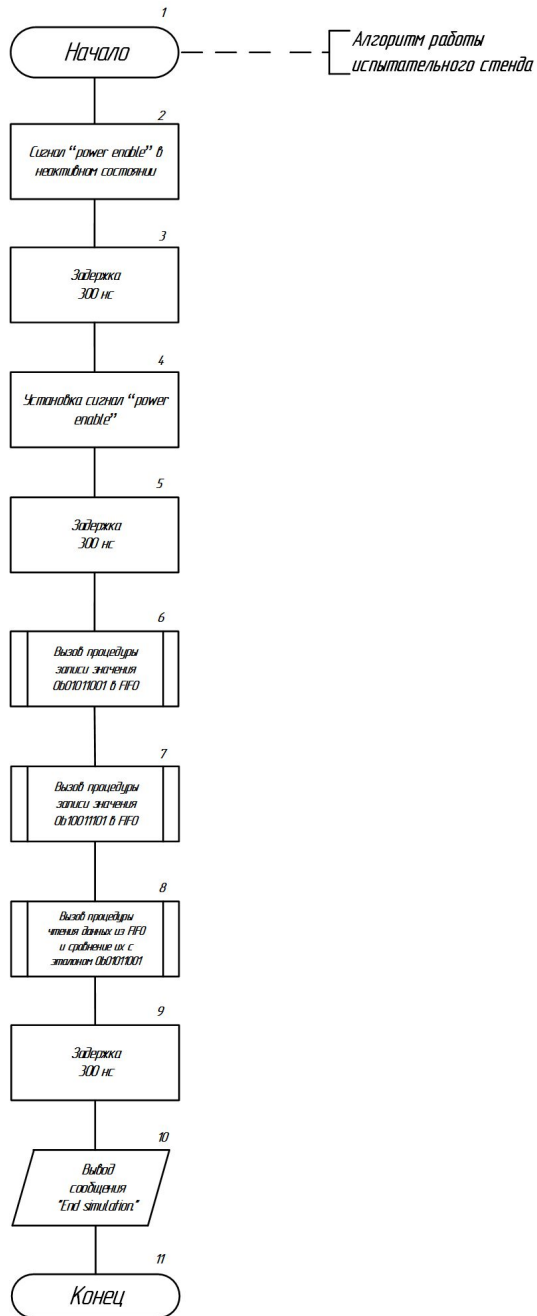 1
Начало
Алгоритм работы
испытательного стенда
2
Сигнал “power enable” в
неактивном состоянии
3
Задержка
300 нс
4
Установка сигнал “power
enable”
5
Задержка
300 нс
6
Вызов процедуры
записи значения
0b01011001 в FIFO
7
Вызов процедуры
записи значения
0b10011101 в FIFO
8
Вызов процедуры
чтения данных из FIFO
и сравнение их с
эталоном 0b01011001
9
Задержка
300 нс
10
Вывод
сообщения
"End simulation."
11
Конец